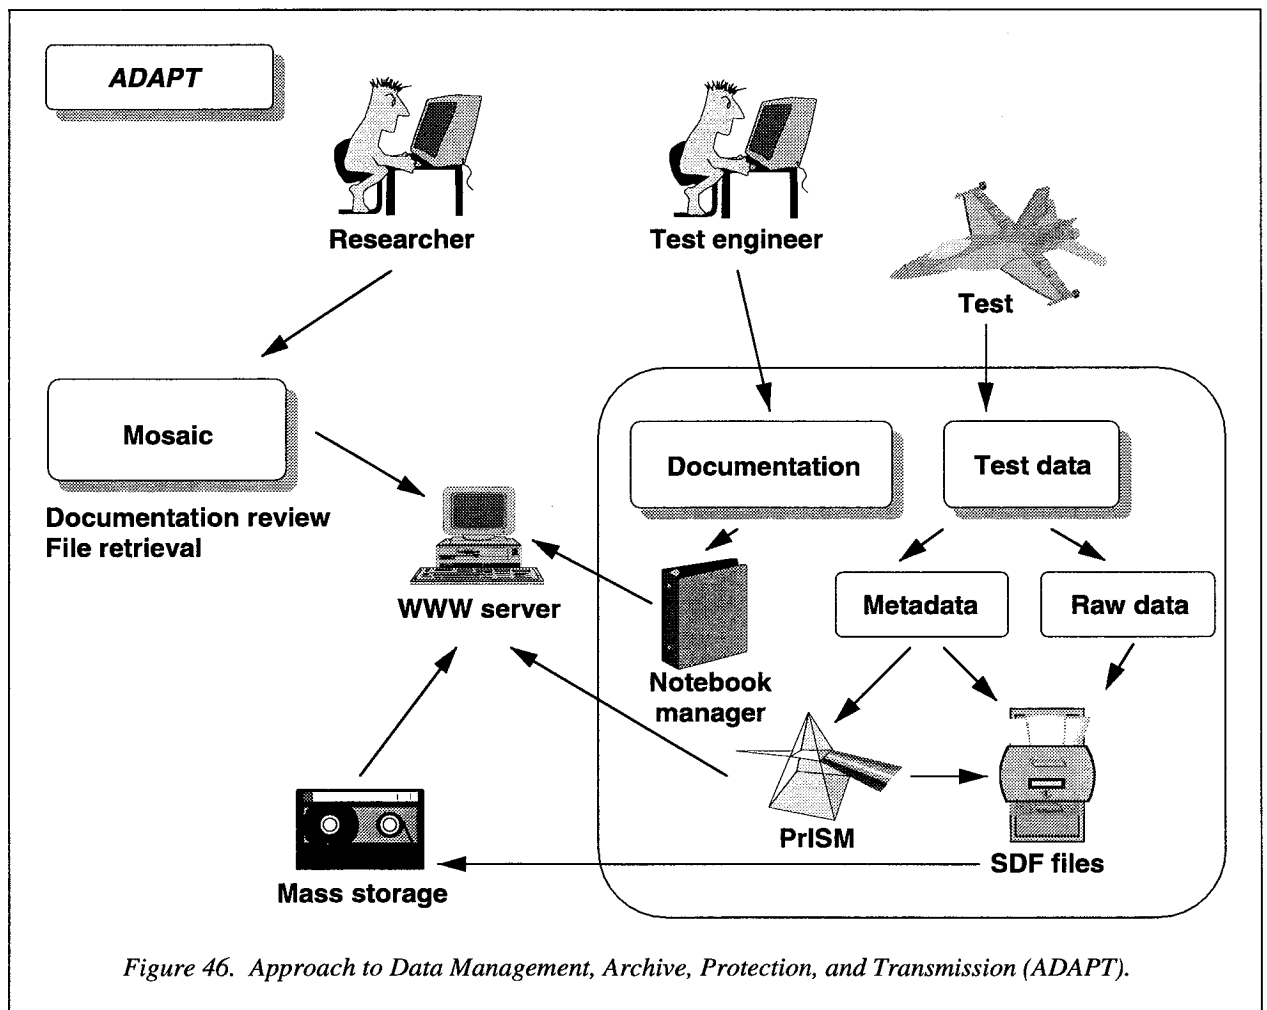 ADAPT
Researcher
Test engineer
Test
Mosaic
Documentation review
File retrieval
WWW server
Documentation
Test data
Metadata
Raw data
Notebook
manager
PrISM
SDF files
Mass storage
Figure 46. Approach to Data Management, Archive, Protection, and Transmission (ADAPT).